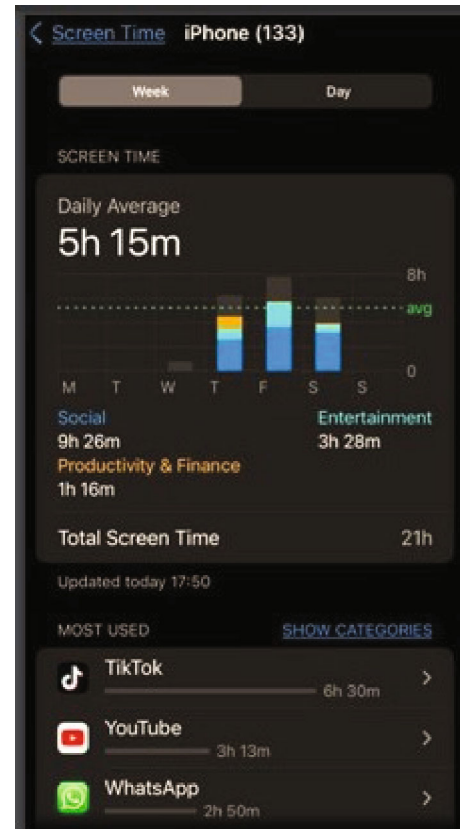 Screen Time iPhone (133)
Week Day
SCREEN TIME
Daily Average
5h 15m
8h
avg
0
M T W T F S S
Social Entertainment
9h 26m 3h 28m
Productivity & Finance
1h 16m
Total Screen Time 21h
Updated today 17:50
MOST USED SHOW CATEGORIES
TikTok
6h 30m
YouTube
3h 13m
WhatsApp
2h 50m